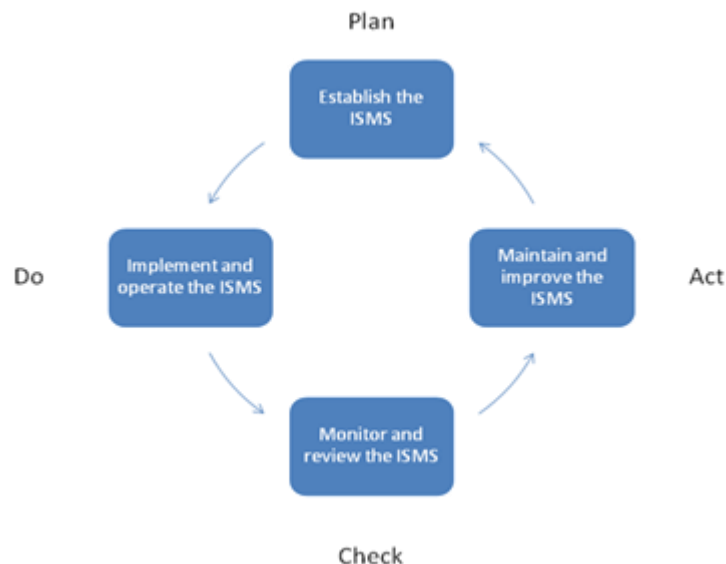 Plan
Establish the
ISMS
Do
Implement and
operate the ISMS
Maintain and
improve the
ISMS
Act
Monitor and
review the ISMS
Check